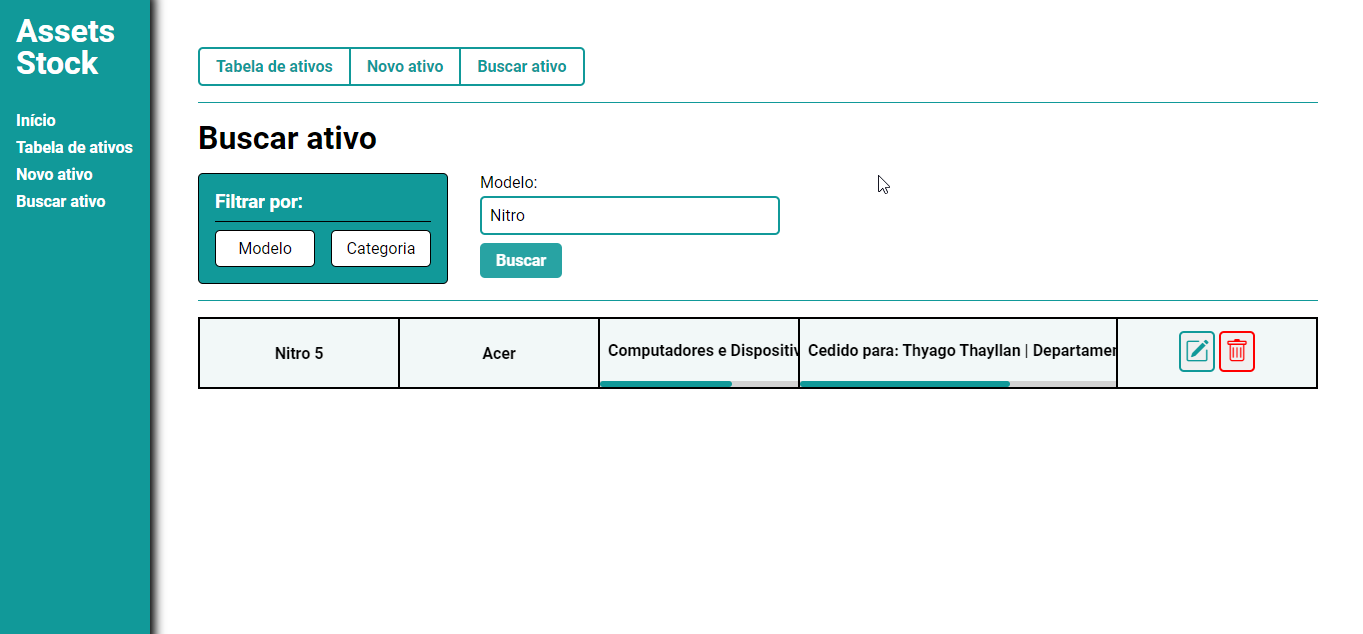 Assets
Stock
Início
Tabela de ativos
Novo ativo
Buscar ativo
Tabela de ativos Novo ativo Buscar ativo
Buscar ativo
Filtrar por:
Modelo Categoria
Modelo:
Nitro
Buscar
Nitro 5 Acer Computadores e Dispositiv Cedido para: Thyago Thayllan | Departamen